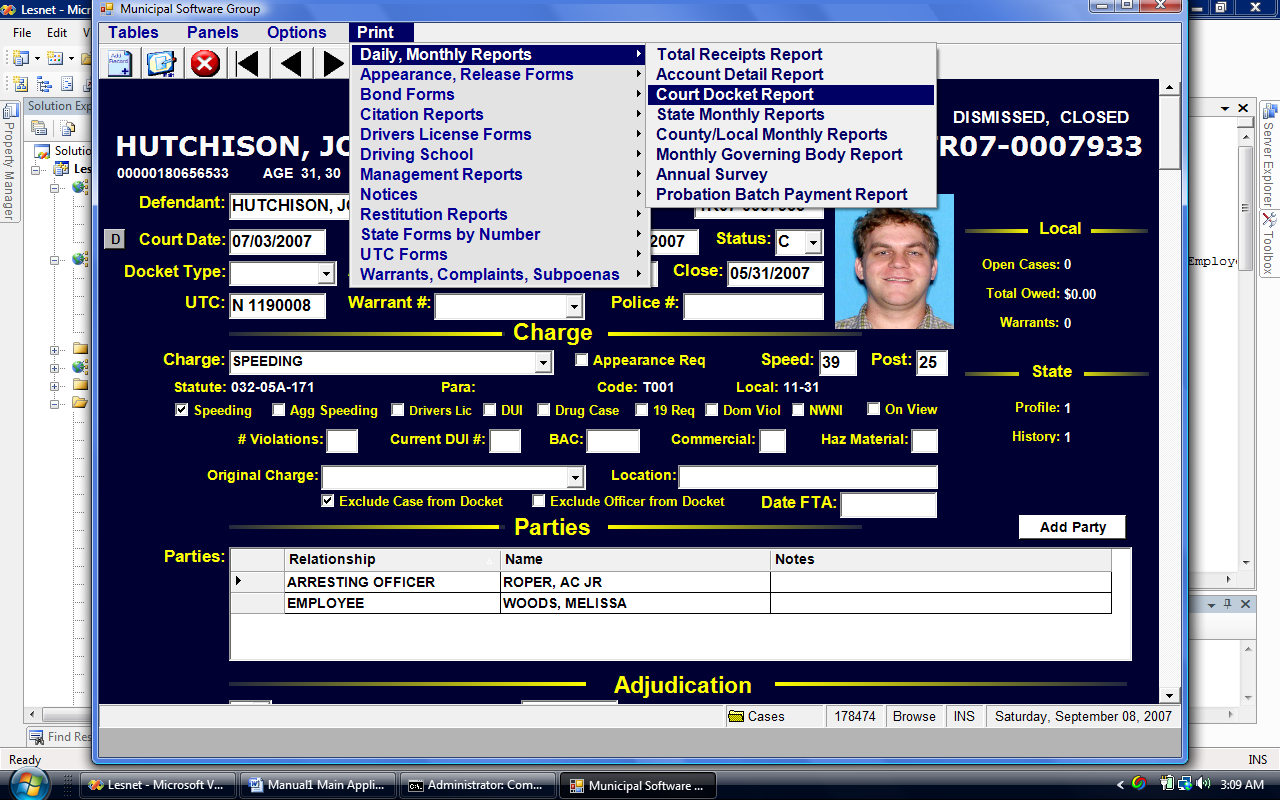 Lesnet - Micr
Municipal Software Group
File Edit V
Tables Panels Options Print
Add Record
Daily, Monthly Reports
Appearance, Release Forms
Bond Forms
Citation Reports
Drivers License Forms
Driving School
Management Reports
Notices
Restitution Reports
State Forms by Number
UTC Forms
Warrants, Complaints, Subpoenas
Total Receipts Report
Account Detail Report
Court Docket Report
State Monthly Reports
County/Local Monthly Reports
Monthly Governing Body Report
Annual Survey
Probation Batch Payment Report
Solution Exp
Property Manager
Solutio
Les
Server Explorer
Toolbox
Employe
DISMISSED, CLOSED
HUTCHISON, JO
R07-0007933
00000180656533 AGE 31, 30
Defendant: HUTCHISON, JO
D Court Date: 07/03/2007
2007 Status: C
Docket Type: Close: 05/31/2007
UTC: N 1190008 Warrant #: Police #:
Local
Open Cases: 0
Total Owed: $0.00
Warrants: 0
Charge
Charge: SPEEDING Appearance Req Speed: 39 Post: 25
Statute: 032-05A-171 Para: Code: T001 Local: 11-31
Speeding Agg Speeding Drivers Lic DUI Drug Case 19 Req Dom Viol NWNI On View
# Violations: Current DUI #: BAC: Commercial: Haz Material:
Original Charge: Location:
Exclude Case from Docket Exclude Officer from Docket Date FTA:
State
Profile: 1
History: 1
Parties
Add Party
Parties: Relationship Name Notes
ARRESTING OFFICER ROPER, AC JR
EMPLOYEE WOODS, MELISSA
Adjudication
Cases 178474 Browse INS Saturday, September 08, 2007
Find Res
Ready INS
Lesnet - Microsoft V... Manual1 Main Appli... Administrator: Com... Municipal Software ... 3:09 AM